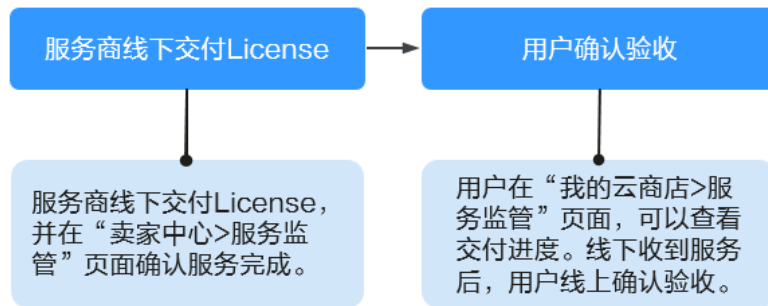 服务商线下交付License
用户确认验收
服务商线下交付License，
并在“卖家中心>服务监
管”页面确认服务完成。
用户在“我的云商店>服
务监管”页面，可以查看
交付进度。线下收到服务
后，用户线上确认验收。